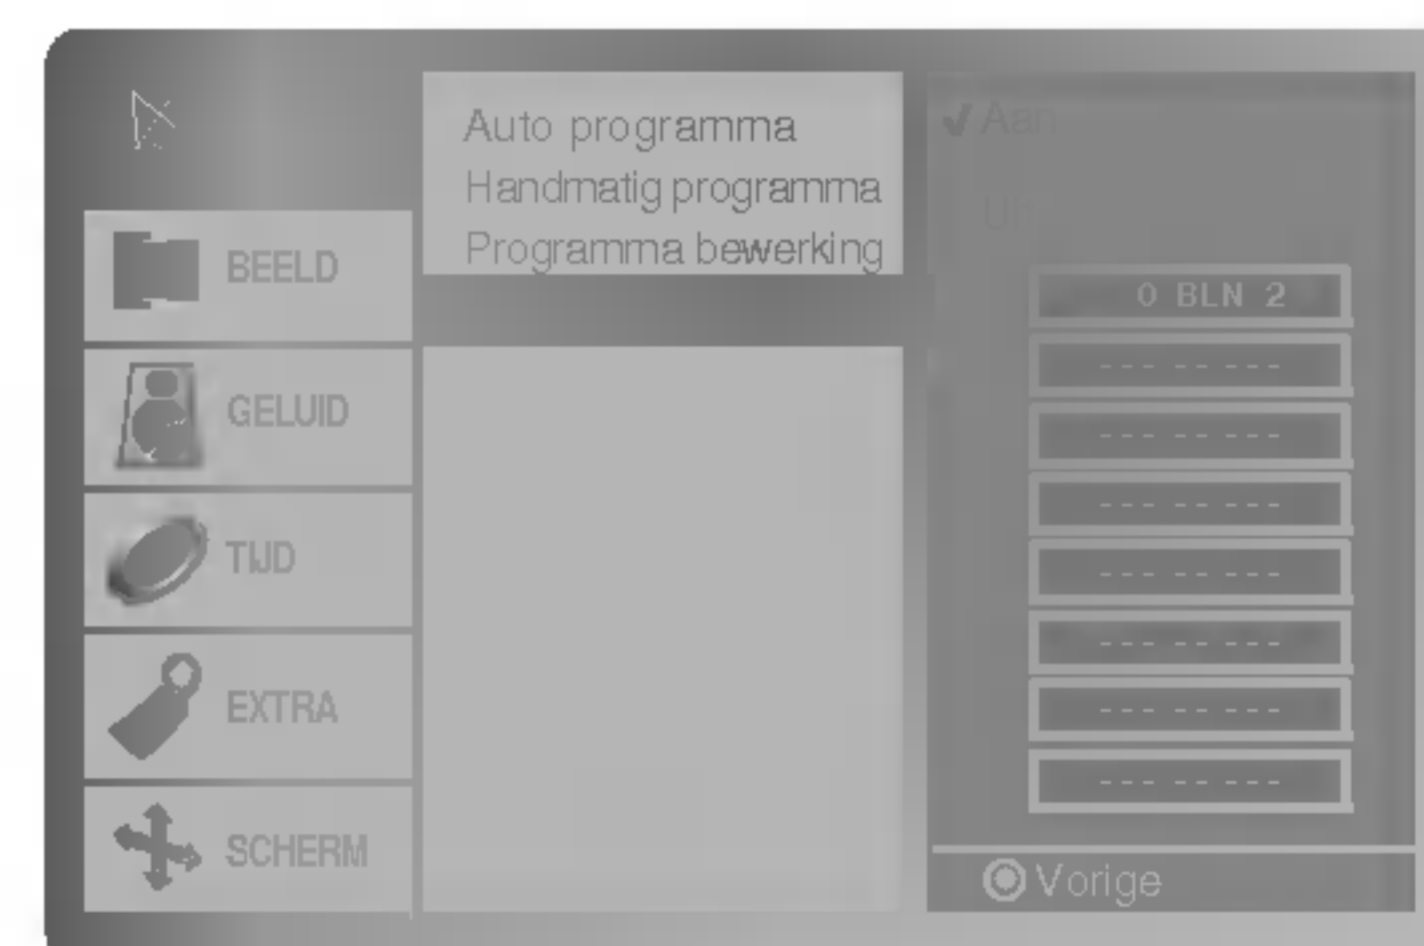 Auto programma
Handmatig programma
Programma bewerking
BEELD
GELUID
TIJD
EXTRA
SCHERM
✔ Aan
0 BLN 2
--- -- ---
--- -- ---
--- -- ---
--- -- ---
--- -- ---
--- -- ---
--- -- ---
Vorige